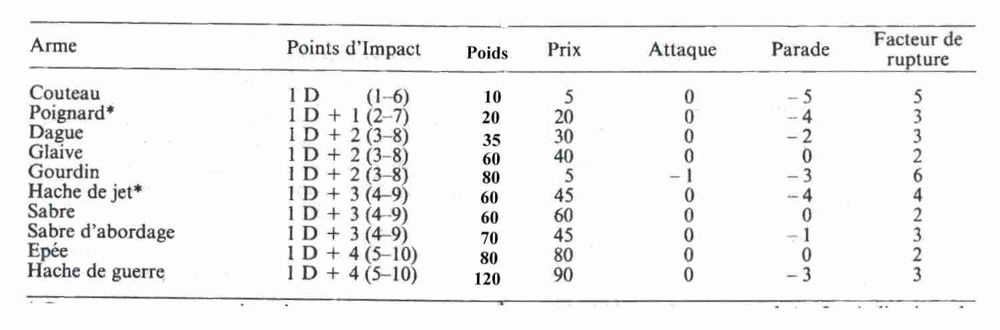 Arme Points d'Impact Poids Prix Attaque Parade Facteur de rupture
Couteau 1 D (1–6) 10 5 0 – 5 5
Poignard* 1 D + 1 (2–7) 20 20 0 – 4 3
Dague 1 D + 2 (3–8) 35 30 0 – 2 3
Glaive 1 D + 2 (3–8) 60 40 0 0 2
Gourdin 1 D + 2 (3–8) 80 5 – 1 – 3 6
Hache de jet* 1 D + 3 (4–9) 60 45 0 – 4 4
Sabre 1 D + 3 (4–9) 60 60 0 0 2
Sabre d'abordage 1 D + 3 (4–9) 70 45 0 – 1 3
Epée 1 D + 4 (5–10) 80 80 0 0 2
Hache de guerre 1 D + 4 (5–10) 120 90 0 – 3 3